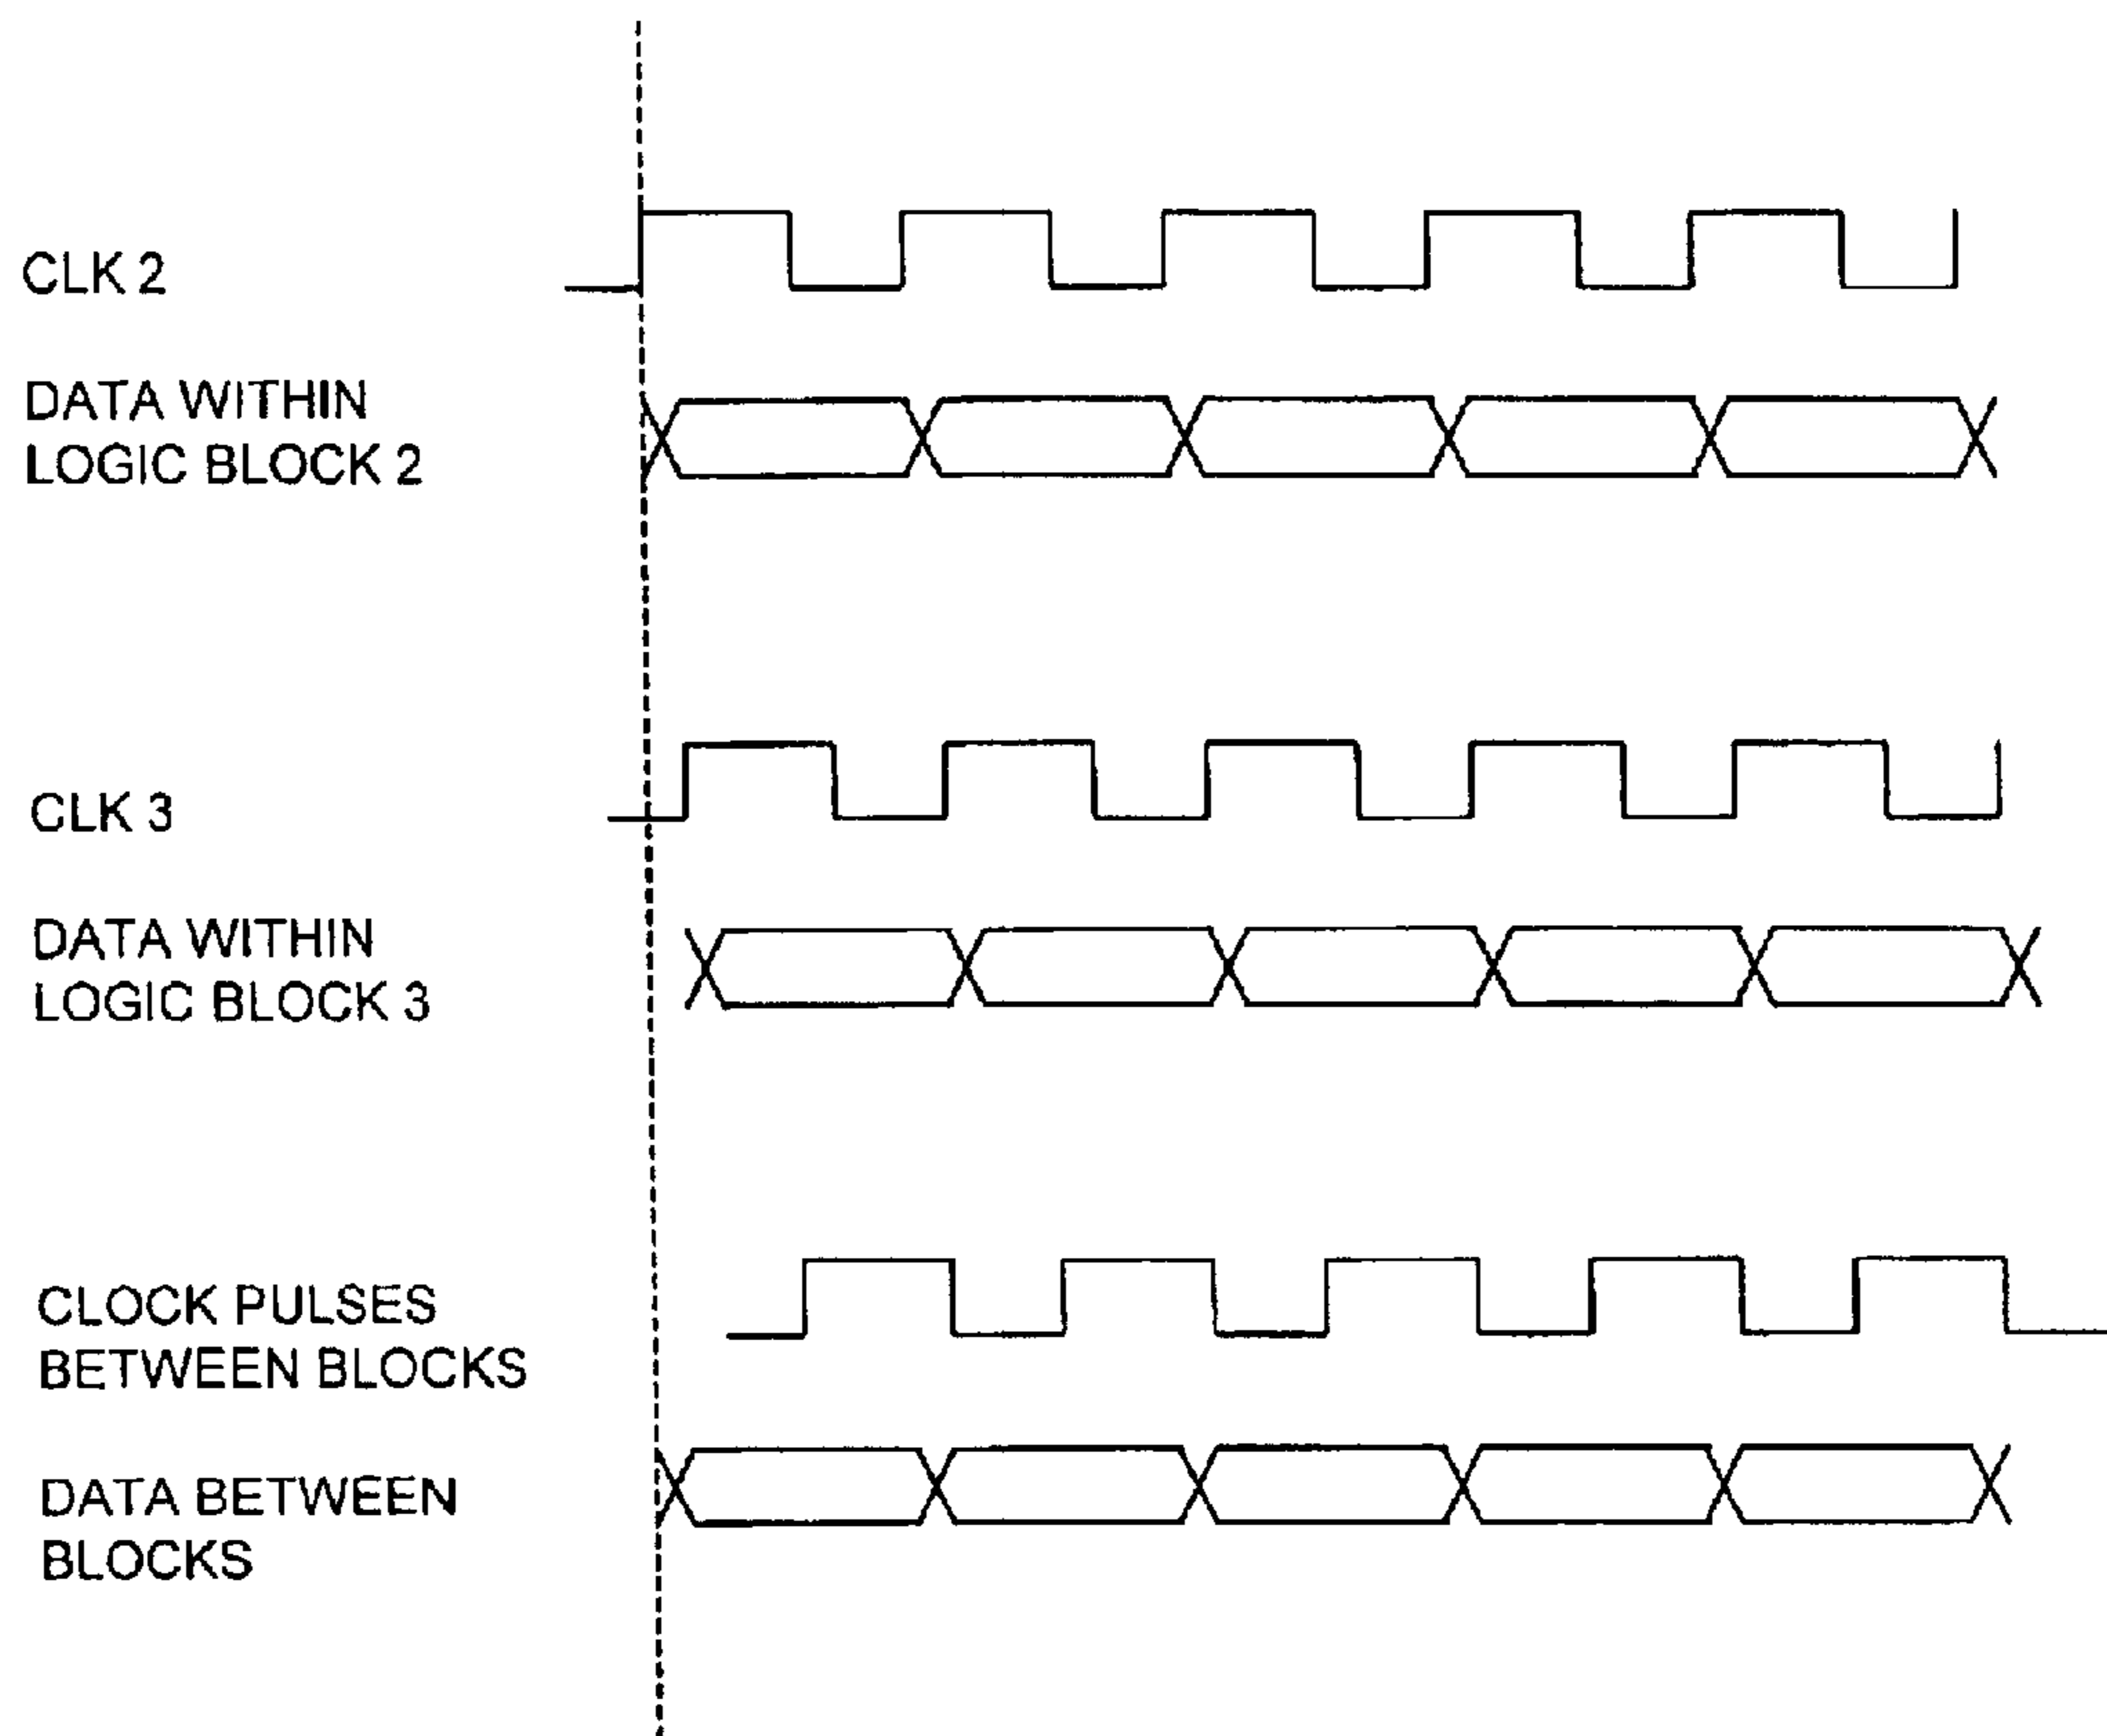 CLK 2
DATA WITHIN
LOGIC BLOCK 2
CLK 3
DATA WITHIN
LOGIC BLOCK 3
CLOCK PULSES
BETWEEN BLOCKS
DATA BETWEEN
BLOCKS